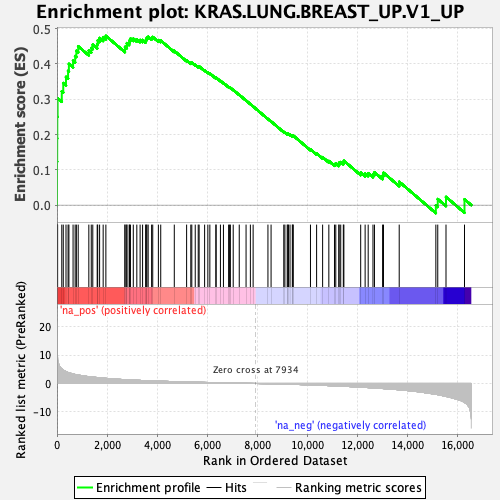 Enrichment plot: KRAS.LUNG.BREAST_UP.V1_UP
Enrichment score (ES)
0.5
0.4
0.3
0.2
0.1
0.0
'na_pos' (positively correlated)
Ranked list metric (PreRanked)
20
10
0
-10
Zero cross at 7934
'na_neg' (negatively correlated)
0 2,000 4,000 6,000 8,000 10,000 12,000 14,000 16,000
Rank in Ordered Dataset
Enrichment profile Hits Ranking metric scores